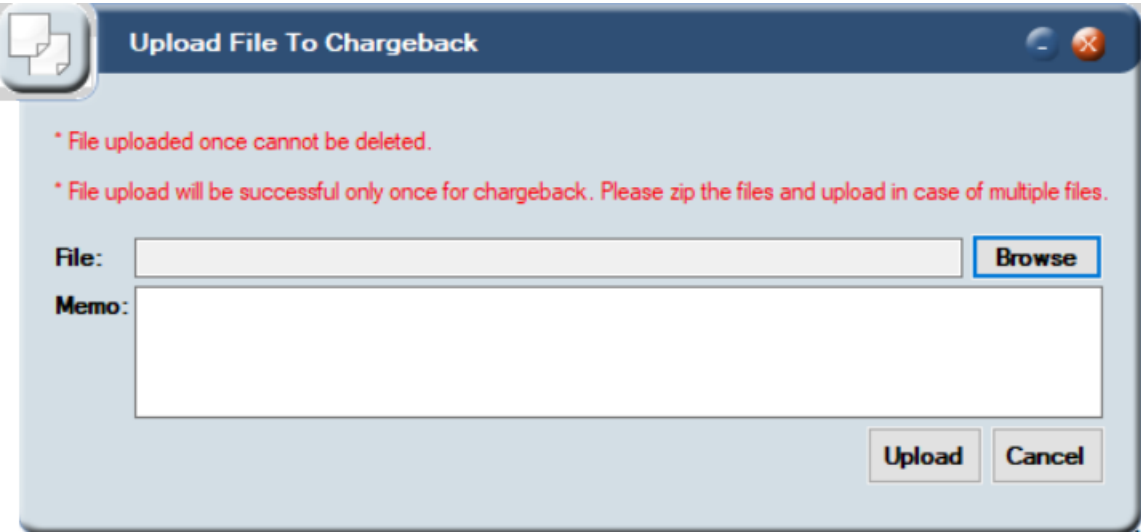 Upload File To Chargeback
* File uploaded once cannot be deleted.
* File upload will be successful only once for chargeback. Please zip the files and upload in case of multiple files.
File: Browse
Memo:
Upload Cancel